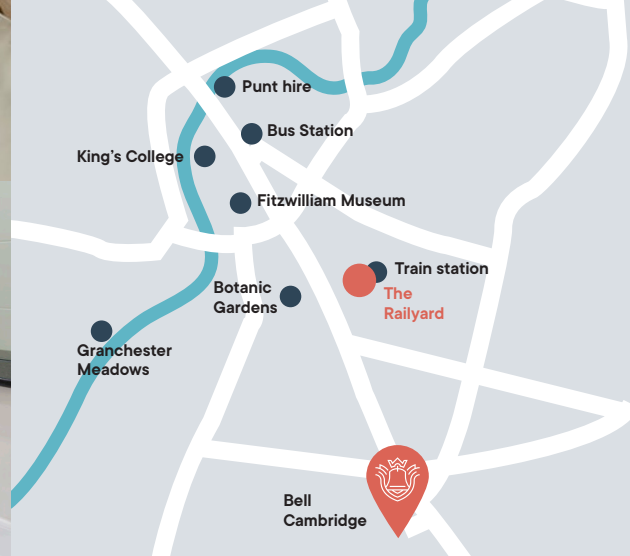 Punt hire
Bus Station
King's College
Fitzwilliam Museum
Train station
The
Railyard
Botanic
Gardens
Granchester
Meadows
Bell
Cambridge